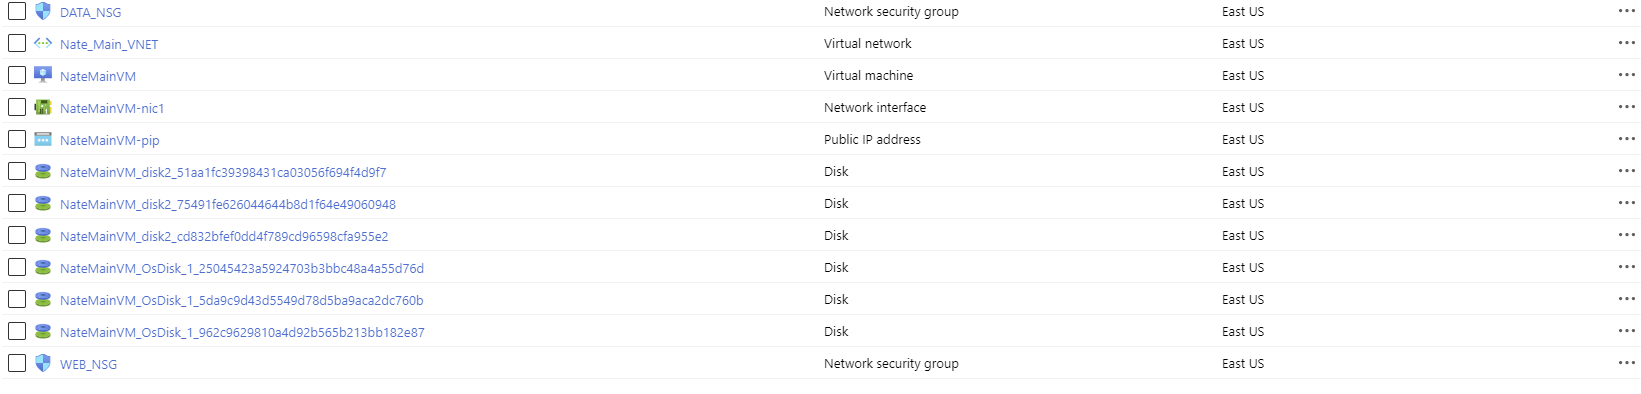 DATA_NSG Network security group East US
Nate_Main_VNET Virtual network East US
NateMainVM Virtual machine East US
NateMainVM-nic1 Network interface East US
NateMainVM-pip Public IP address East US
NateMainVM_disk2_51aa1fc39398431ca03056f694f4d9f7 Disk East US
NateMainVM_disk2_75491fe626044644b8d1f64e49060948 Disk East US
NateMainVM_disk2_cd832bfef0dd4f789cd96598cfa955e2 Disk East US
NateMainVM_OsDisk_1_25045423a5924703b3bbc48a4a55d76d Disk East US
NateMainVM_OsDisk_1_5da9c9d43d5549d78d5ba9aca2dc760b Disk East US
NateMainVM_OsDisk_1_962c9629810a4d92b565b213bb182e87 Disk East US
WEB_NSG Network security group East US